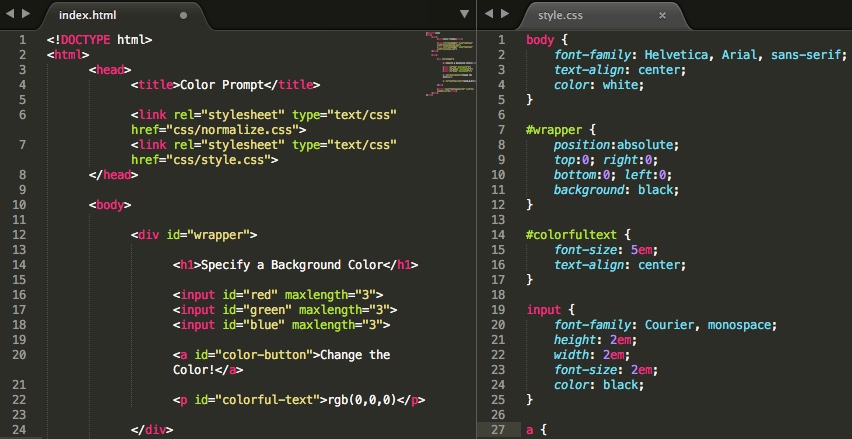 index.html
1 <!DOCTYPE html>
2 <html>
3 <head>
4 <title>Color Prompt</title>
5
6 <link rel="stylesheet" type="text/css"
href="css/normalize.css">
7 <link rel="stylesheet" type="text/css"
href="css/style.css">
8 </head>
9
10 <body>
11
12 <div id="wrapper">
13
14 <h1>Specify a Background Color</h1>
15
16 <input id="red" maxlength="3">
17 <input id="green" maxlength="3">
18 <input id="blue" maxlength="3">
19
20 <a id="color-button">Change the
Color!</a>
21
22 <p id="colorful-text">rgb(0,0,0)</p>
23
24 </div>
style.css
1 body {
2 font-family: Helvetica, Arial, sans-serif;
3 text-align: center;
4 color: white;
5 }
6
7 #wrapper {
8 position:absolute;
9 top:0; right:0;
10 bottom:0; left:0;
11 background: black;
12 }
13
14 #colorfultext {
15 font-size: 5em;
16 text-align: center;
17 }
18
19 input {
20 font-family: Courier, monospace;
21 height: 2em;
22 width: 2em;
23 font-size: 2em;
24 color: black;
25 }
26
27 a {